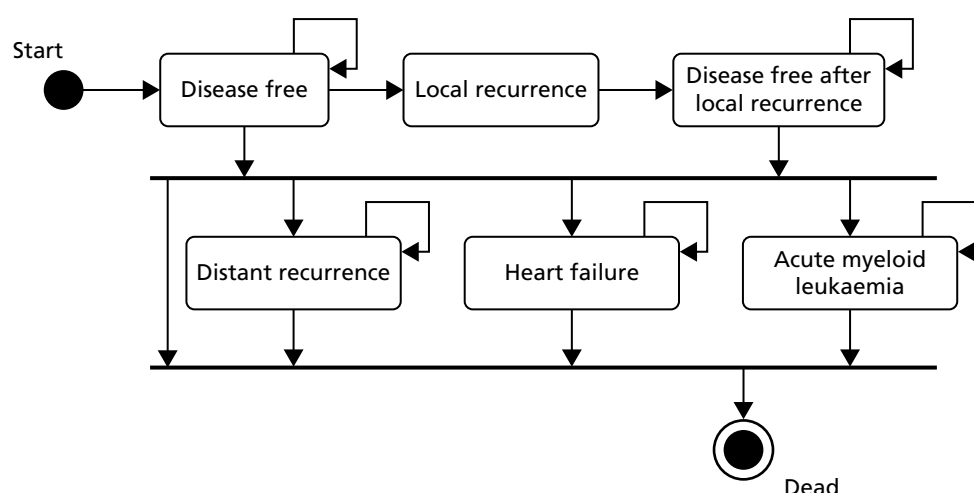 Start
Disease free
Local recurrence
Disease free after
local recurrence
Distant recurrence
Heart failure
Acute myeloid
leukaemia
Dead